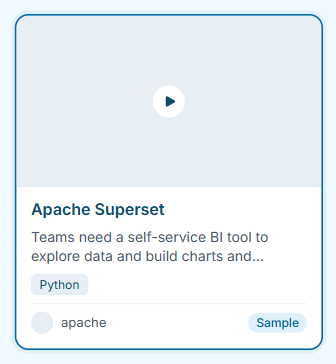 Apache Superset
Teams need a self-service BI tool to
explore data and build charts and...
Python
apache
Sample